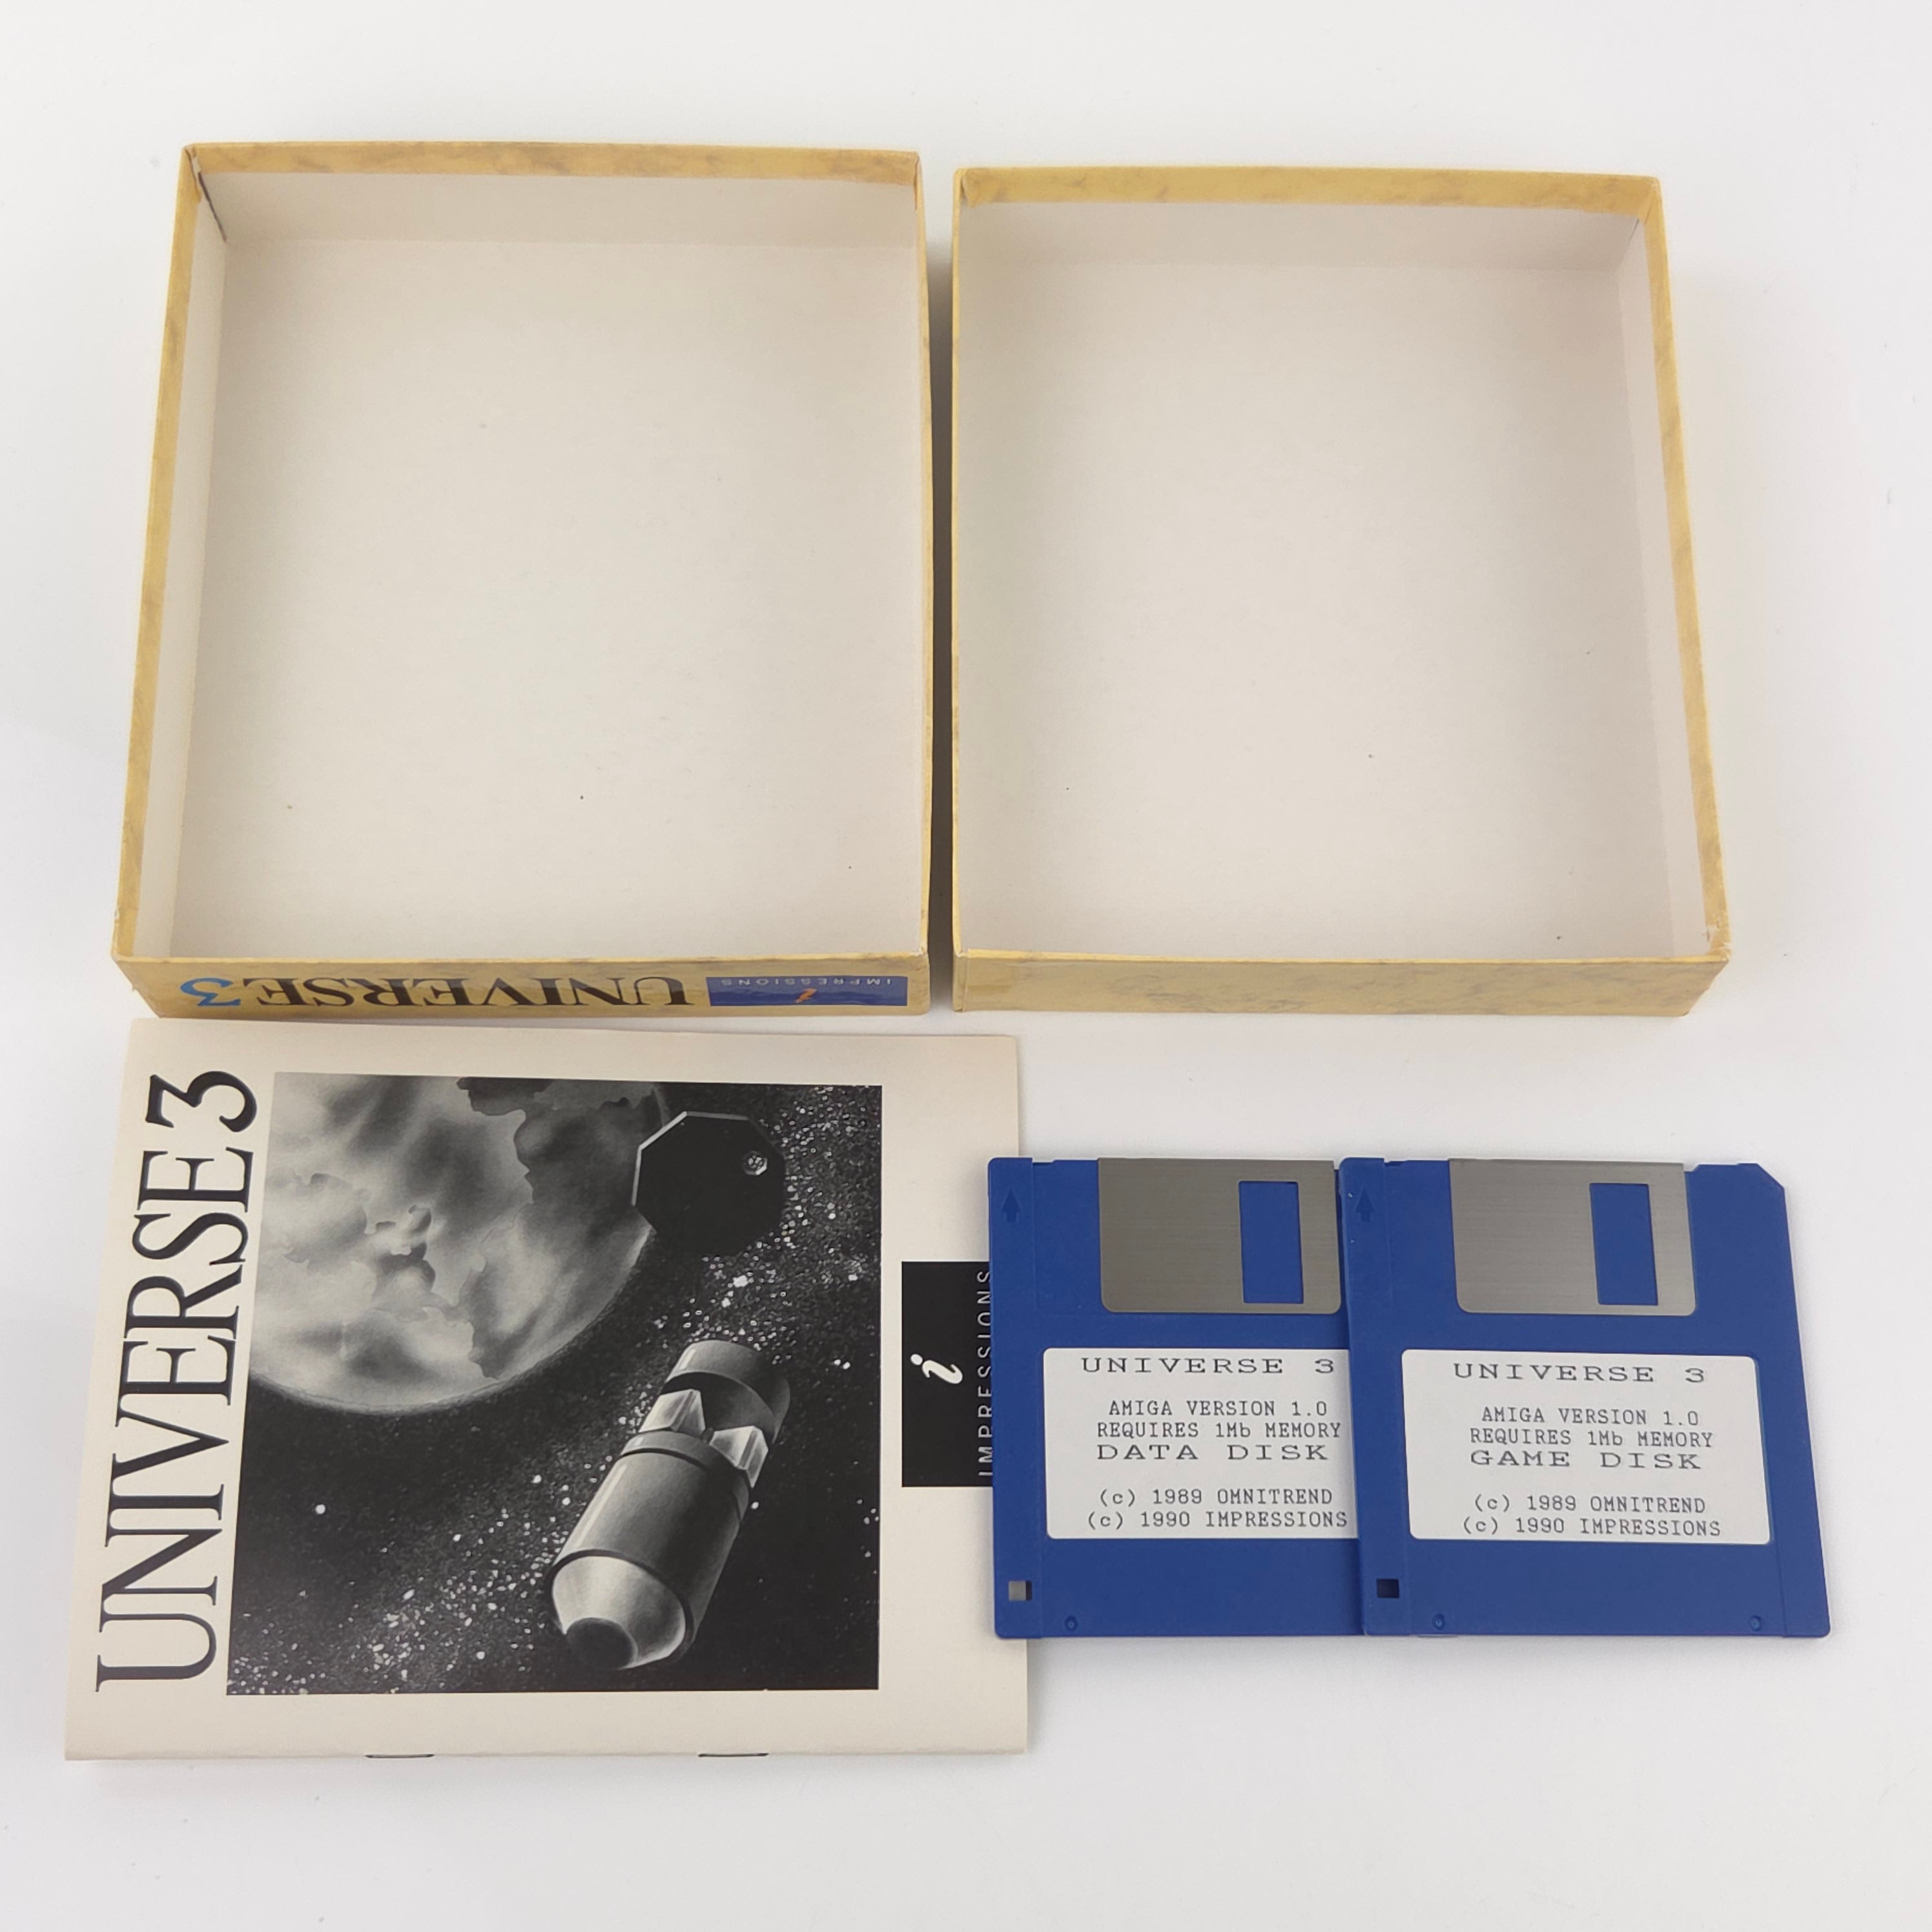 UNIVERSE 3
i
IMPRESSIONS
UNIVERSE 3
i
IMPRESSIONS
UNIVERSE 3
AMIGA VERSION 1.0
REQUIRES 1Mb MEMORY
DATA DISK
(c) 1989 OMNITREND
(c) 1990 IMPRESSIONS
UNIVERSE 3
AMIGA VERSION 1.0
REQUIRES 1Mb MEMORY
GAME DISK
(c) 1989 OMNITREND
(c) 1990 IMPRESSIONS